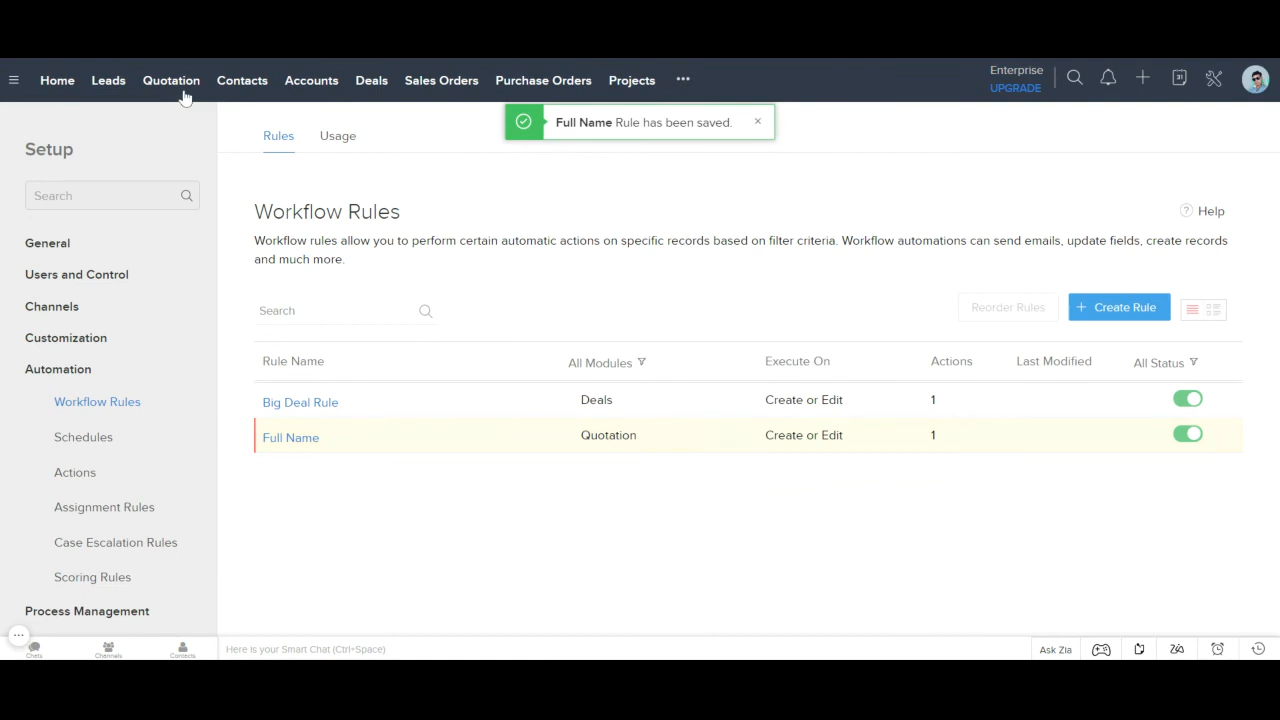 Home Leads Quotation Contacts Accounts Deals Sales Orders Purchase Orders Projects ••• Enterprise
UPGRADE
31
Full Name Rule has been saved. ×
Rules Usage
Setup
Search
General
Users and Control
Channels
Customization
Automation
Workflow Rules
Schedules
Actions
Assignment Rules
Case Escalation Rules
Scoring Rules
Process Management
Workflow Rules
? Help
Workflow rules allow you to perform certain automatic actions on specific records based on filter criteria. Workflow automations can send emails, update fields, create records
and much more.
Search Reorder Rules + Create Rule
Rule Name All Modules Execute On Actions Last Modified All Status
Big Deal Rule Deals Create or Edit 1
Full Name Quotation Create or Edit 1
Chats Channels Contacts Here is your Smart Chat (Ctrl+Space) Ask Zia